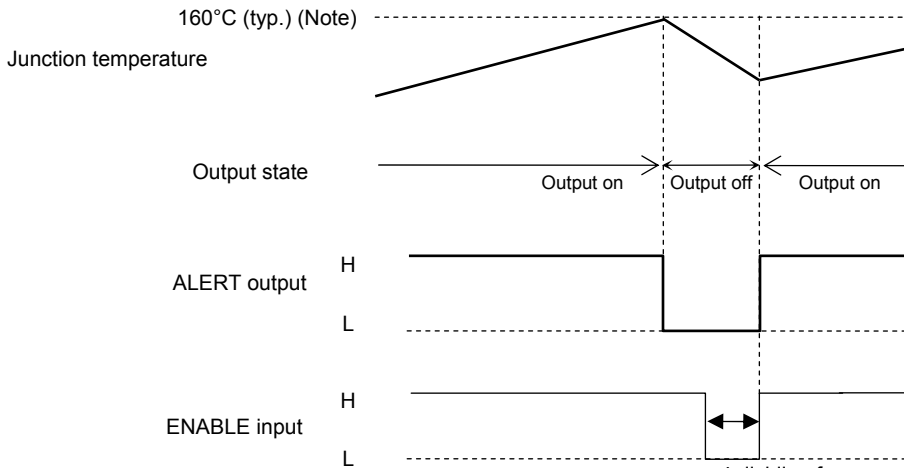 160°C (typ.) (Note)
Junction temperature
Output state
Output on
Output off
Output on
ALERT output
H
L
ENABLE input
H
L